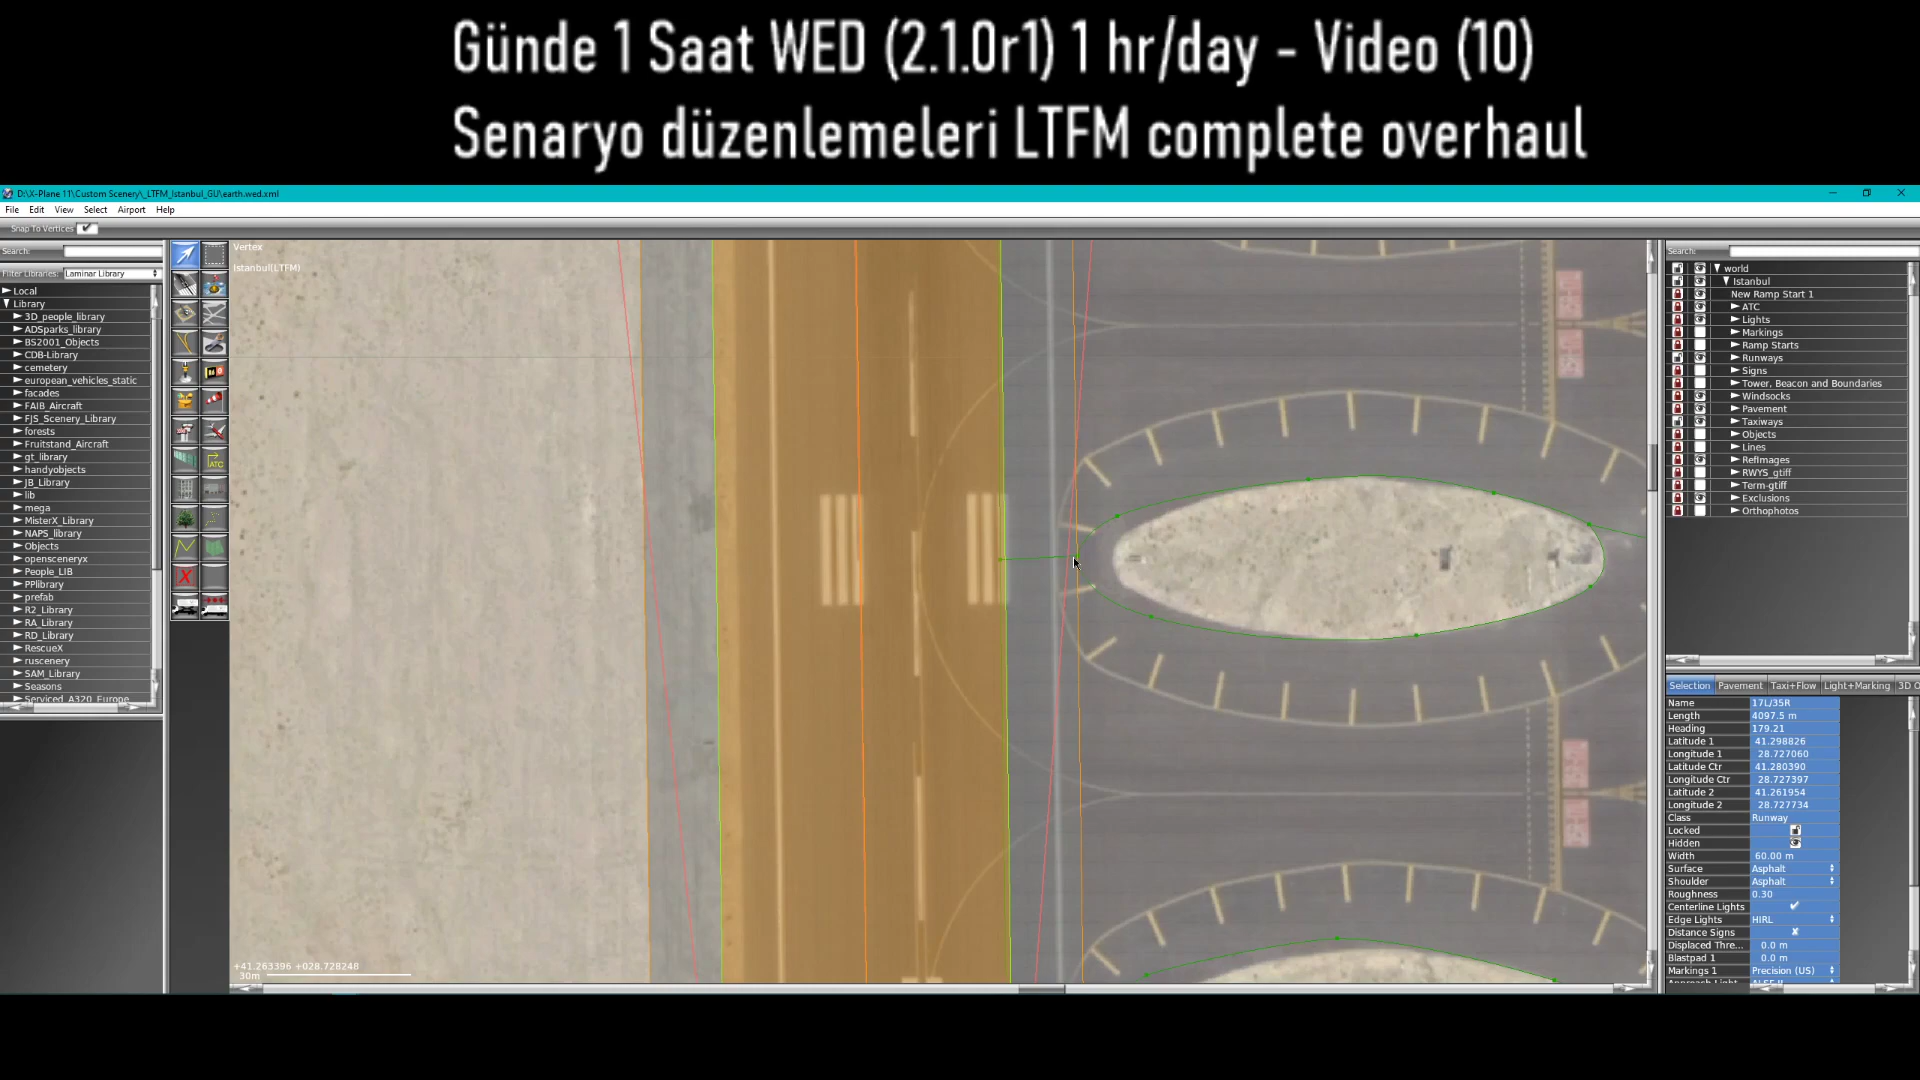 Günde 1 Saat WED (2.1.0r1) 1 hr/day - Video (10)
Senaryo düzenlemeleri LTFM complete overhaul
D:\X-Plane 11\Custom Scenery\_LTFM_Istanbul_GU\earth.wed.xml
File Edit View Select Airport Help
Snap To Vertices
Search:
Filter Libraries: Laminar Library
Local
Library
3D_people_library
ADSparks_library
BS2001_Objects
CDB-Library
cemetery
european_vehicles_static
facades
FAIB_Aircraft
FJS_Scenery_Library
forests
Fruitstand_Aircraft
gt_library
handyobjects
JB_Library
lib
mega
MisterX_Library
NAPS_library
Objects
opensceneryx
People_LIB
PPlibrary
prefab
R2_Library
RA_Library
RD_Library
RescueX
ruscenery
SAM_Library
Seasons
Serviced_A320_Europe
ATC
Vertex
Istanbul(LTFM)
+41.263396 +028.728248
30m
Search:
world
Istanbul
New Ramp Start 1
ATC
Lights
Markings
Ramp Starts
Runways
Signs
Tower, Beacon and Boundaries
Windsocks
Pavement
Taxiways
Objects
Lines
RefImages
RWYS_gtiff
Term-gtiff
Exclusions
Orthophotos
Selection Pavement Taxi+Flow Light+Marking 3D O
Name 17L/35R
Length 4097.5 m
Heading 179.21
Latitude 1 41.298826
Longitude 1 28.727060
Latitude Ctr 41.280390
Longitude Ctr 28.727397
Latitude 2 41.261954
Longitude 2 28.727734
Class Runway
Locked
Hidden
Width 60.00 m
Surface Asphalt
Shoulder Asphalt
Roughness 0.30
Centerline Lights
Edge Lights HIRL
Distance Signs
Displaced Thre... 0.0 m
Blastpad 1 0.0 m
Markings 1 Precision (US)